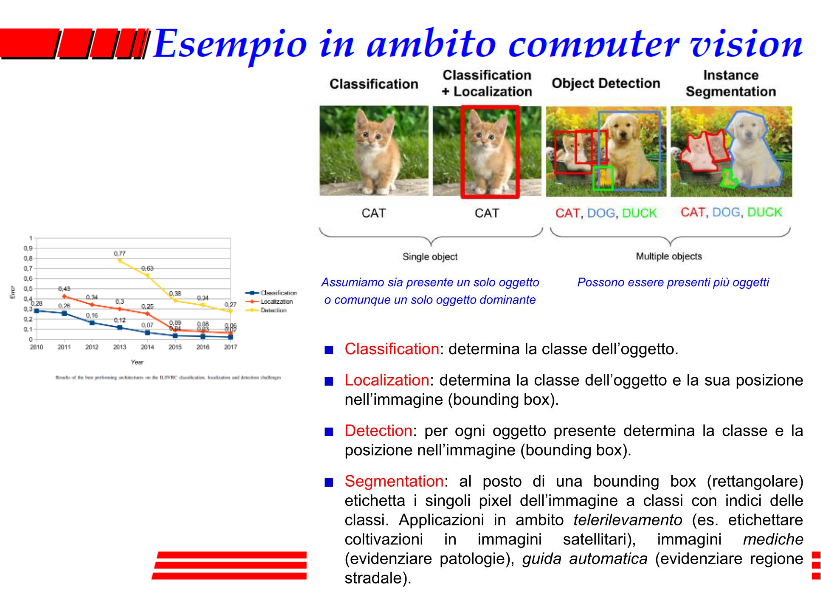 Esempio in ambito computer vision
Classification
Classification
+ Localization
Object Detection
Instance
Segmentation
CAT
CAT
CAT, DOG, DUCK
CAT, DOG, DUCK
Single object
Multiple objects
Assumiamo sia presente un solo oggetto
o comunque un solo oggetto dominante
Possono essere presenti più oggetti
1
0,9
0,8
0,7
0,6
0,5
0,4
0,3
0,2
0,1
0
Error
0,77
0,63
0,38
0,34
0,27
0,43
0,34
0,3
0,25
0,09
0,08
0,28
0,26
0,16
0,12
0,07
2010 2011 2012 2013 2014 2015 2016 2017
Year
Classification
Localization
Detection
Results of the best performing architectures on the ILSVRC classification, localization and detection challenges
Classification: determina la classe dell'oggetto.
Localization: determina la classe dell'oggetto e la sua posizione
nell'immagine (bounding box).
Detection: per ogni oggetto presente determina la classe e la
posizione nell'immagine (bounding box).
Segmentation: al posto di una bounding box (rettangolare)
etichetta i singoli pixel dell'immagine a classi con indici delle
classi. Applicazioni in ambito telerilevamento (es. etichettare
coltivazioni in immagini satellitari), immagini mediche
(evidenziare patologie), guida automatica (evidenziare regione
stradale).